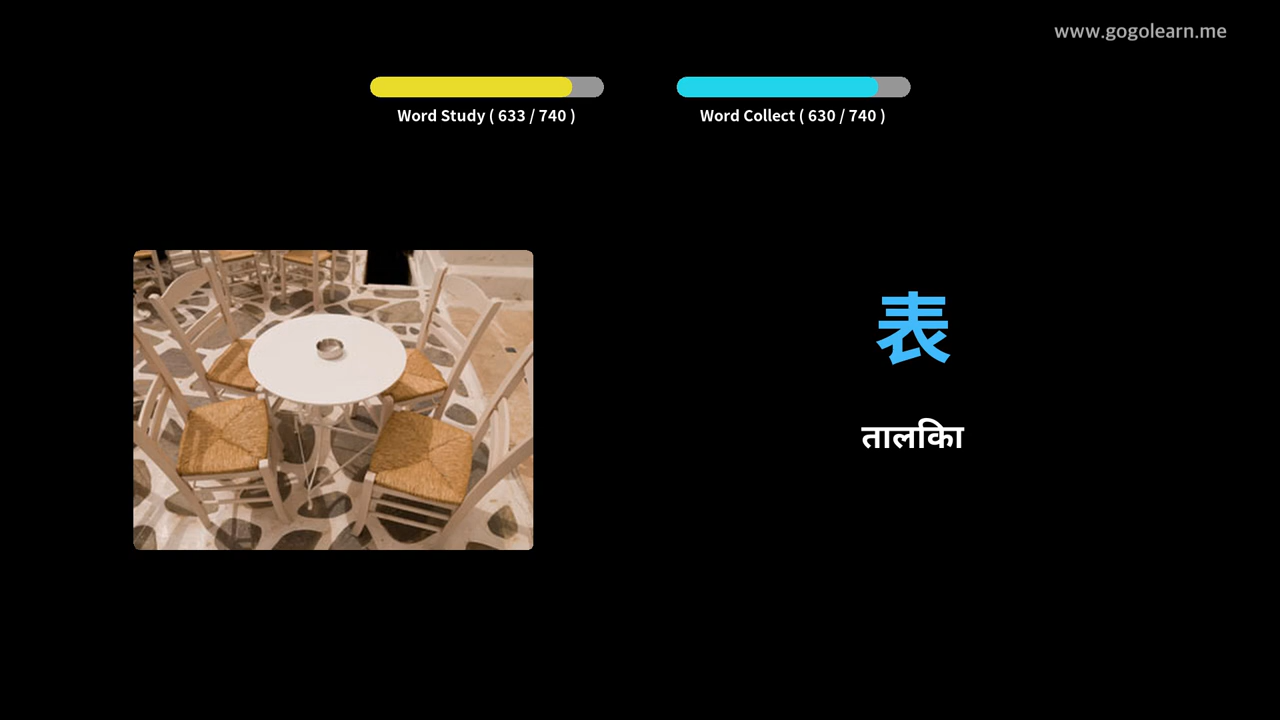 www.gogolearn.me
Word Study ( 633 / 740 )
Word Collect ( 630 / 740 )
表
तालिका